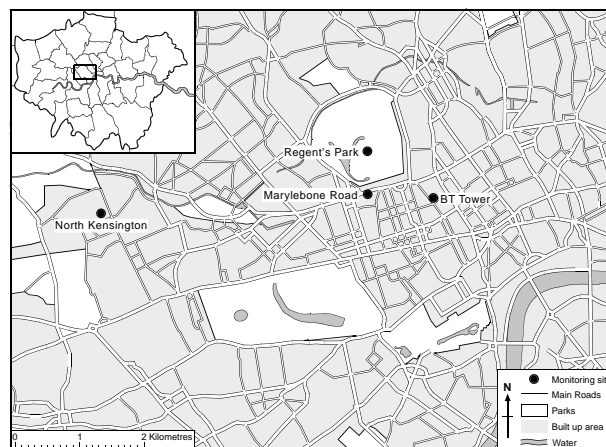 Regent's Park
Marylebone Road
BT Tower
North Kensington
N
Monitoring sit
Main Roads
Parks
Built up area
Water
0 1 2 Kilometres